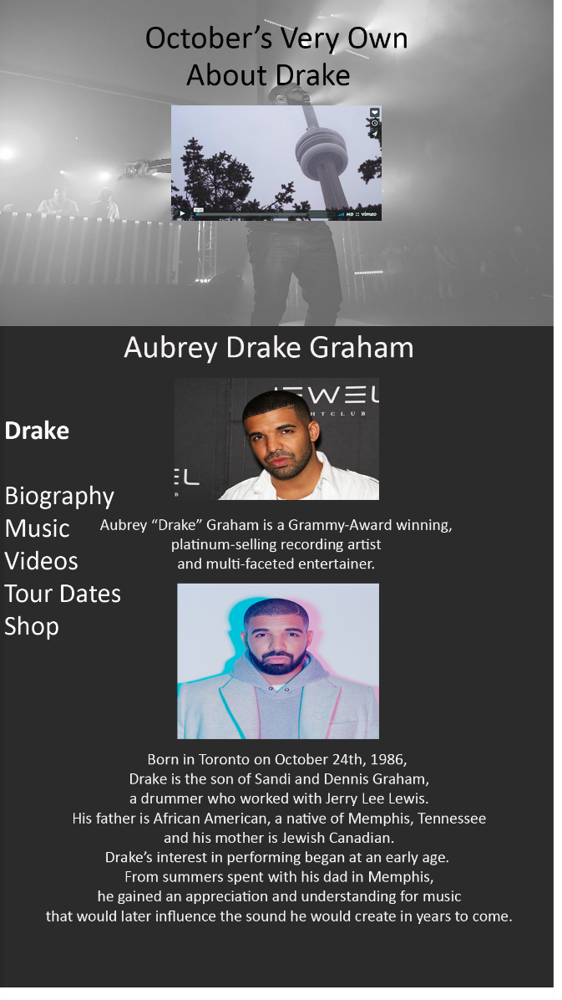 October’s Very Own
About Drake
HD
vimeo
Aubrey Drake Graham
JEWEL
HTCLUB
EL
B
Drake
Biography
Music
Videos
Tour Dates
Shop
Aubrey “Drake” Graham is a Grammy-Award winning,
platinum-selling recording artist
and multi-faceted entertainer.
Born in Toronto on October 24th, 1986,
Drake is the son of Sandi and Dennis Graham,
a drummer who worked with Jerry Lee Lewis.
His father is African American, a native of Memphis, Tennessee
and his mother is Jewish Canadian.
Drake’s interest in performing began at an early age.
From summers spent with his dad in Memphis,
he gained an appreciation and understanding for music
that would later influence the sound he would create in years to come.